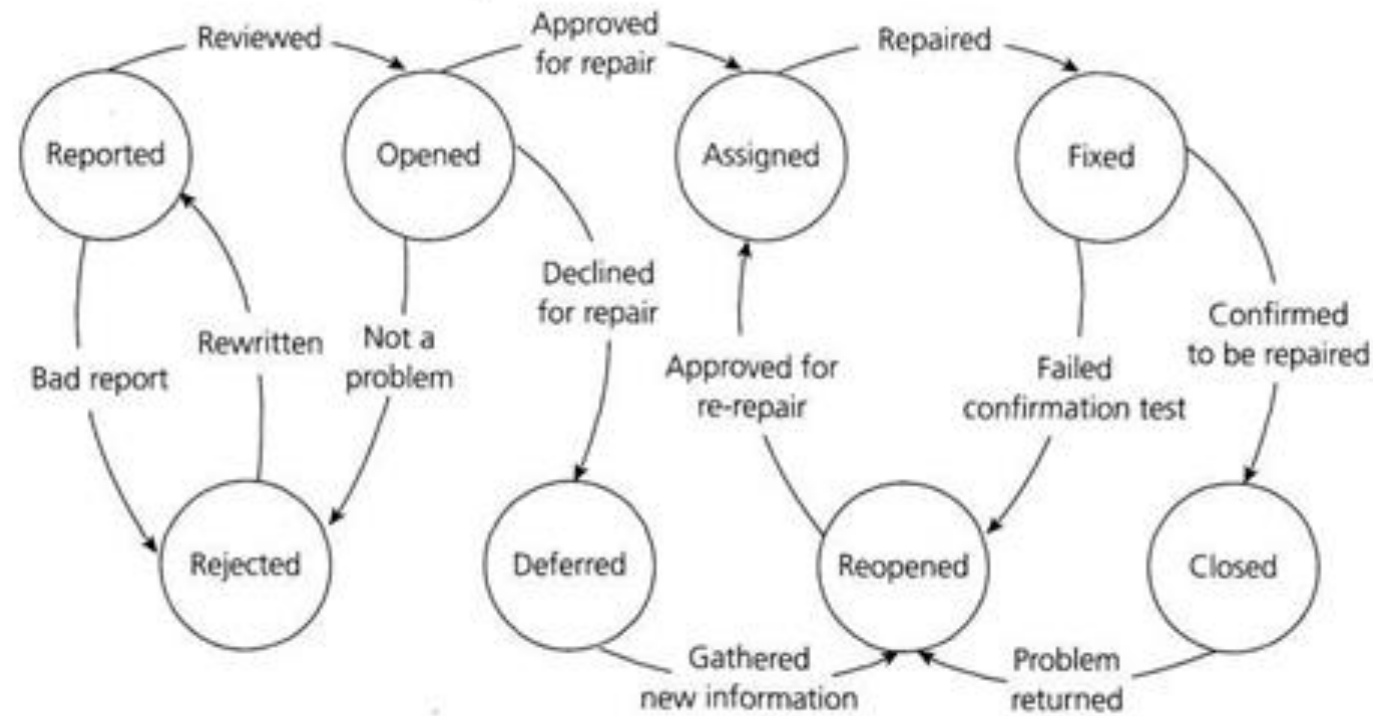 Reviewed
Approved
for repair
Repaired
Reported
Opened
Assigned
Fixed
Declined
for repair
Confirmed
to be repaired
Bad report
Rewritten
Not a
problem
Approved for
re-repair
Failed
confirmation test
Rejected
Deferred
Reopened
Closed
Gathered
new information
Problem
returned